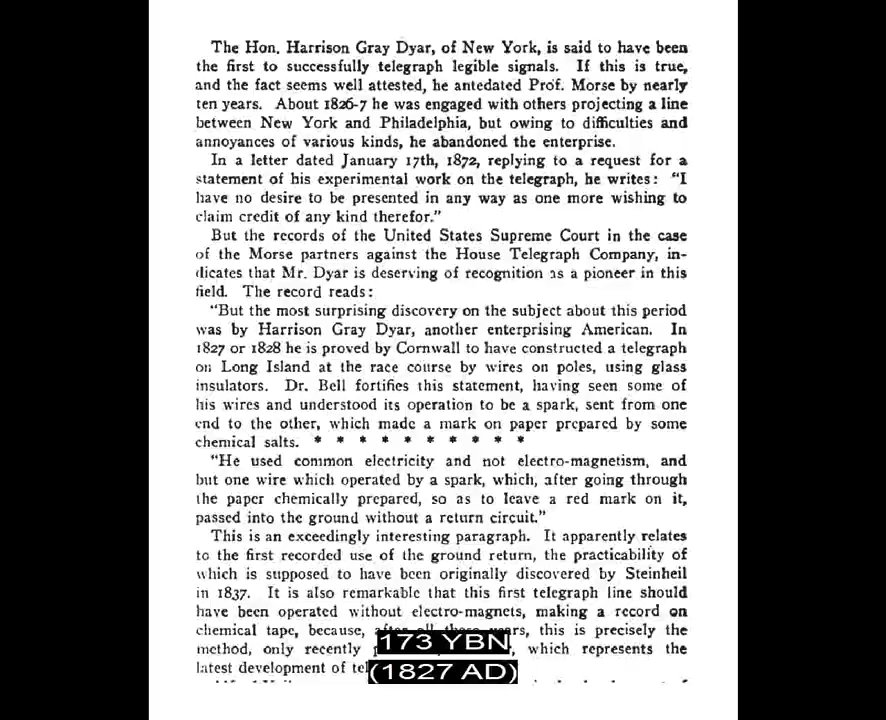 The Hon. Harrison Gray Dyar, of New York, is said to have been
the first to successfully telegraph legible signals. If this is true,
and the fact seems well attested, he antedated Prof. Morse by nearly
ten years. About 1826-7 he was engaged with others projecting a line
between New York and Philadelphia, but owing to difficulties and
annoyances of various kinds, he abandoned the enterprise.
In a letter dated January 17th, 1872, replying to a request for a
statement of his experimental work on the telegraph, he writes: "I
have no desire to be presented in any way as one more wishing to
claim credit of any kind therefor."
But the records of the United States Supreme Court in the case
of the Morse partners against the House Telegraph Company, in-
dicates that Mr. Dyar is deserving of recognition as a pioneer in this
field. The record reads:
"But the most surprising discovery on the subject about this period
was by Harrison Gray Dyar, another enterprising American. In
1827 or 1828 he is proved by Cornwall to have constructed a telegraph
on Long Island at the race course by wires on poles, using glass
insulators. Dr. Bell fortifies this statement, having seen some of
his wires and understood its operation to be a spark, sent from one
end to the other, which made a mark on paper prepared by some
chemical salts. * * * * * * * * * *
"He used common electricity and not electro-magnetism, and
but one wire which operated by a spark, which, after going through
the paper chemically prepared, so as to leave a red mark on it,
passed into the ground without a return circuit."
This is an exceedingly interesting paragraph. It apparently relates
to the first recorded use of the ground return, the practicability of
which is supposed to have been originally discovered by Steinheil
in 1837. It is also remarkable that this first telegraph line should
have been operated without electro-magnets, making a record on
chemical tape, because, after all these years, this is precisely the
method, only recently which represents the
latest development of
173 YBN
(1827 AD)